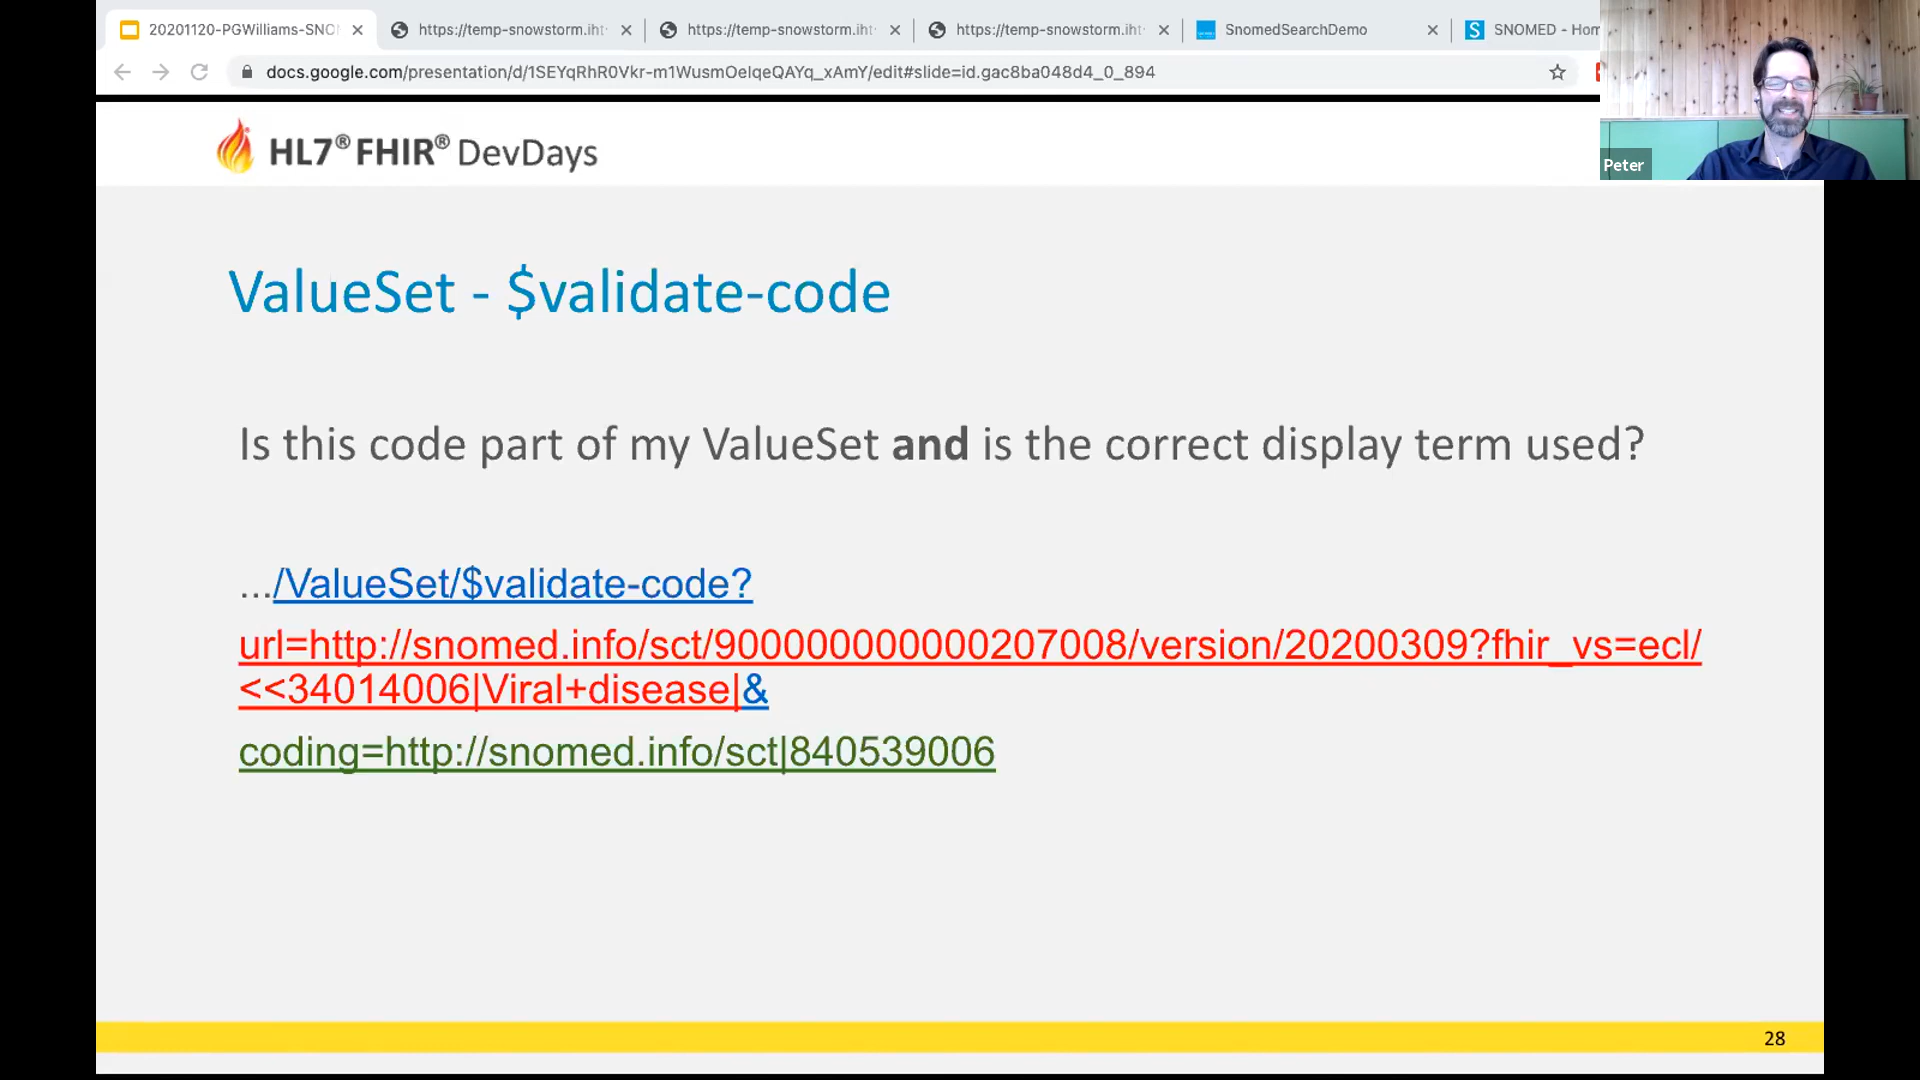 20201120-PGWilliams-SNO
https://temp-snowstorm.iht
https://temp-snowstorm.iht
https://temp-snowstorm.iht
SnomedSearchDemo
SNOMED - Hom
docs.google.com/presentation/d/1SEYqRhR0Vkr-m1WusmOelqeQAYq_xAmY/edit#slide=id.gac8ba048d4_0_894
Peter
HL7® FHIR® DevDays
ValueSet - $validate-code
Is this code part of my ValueSet and is the correct display term used?
.../ValueSet/$validate-code?
url=http://snomed.info/sct/900000000000207008/version/20200309?fhir_vs=ecl/
<<34014006|Viral+disease|&
coding=http://snomed.info/sct|840539006
28